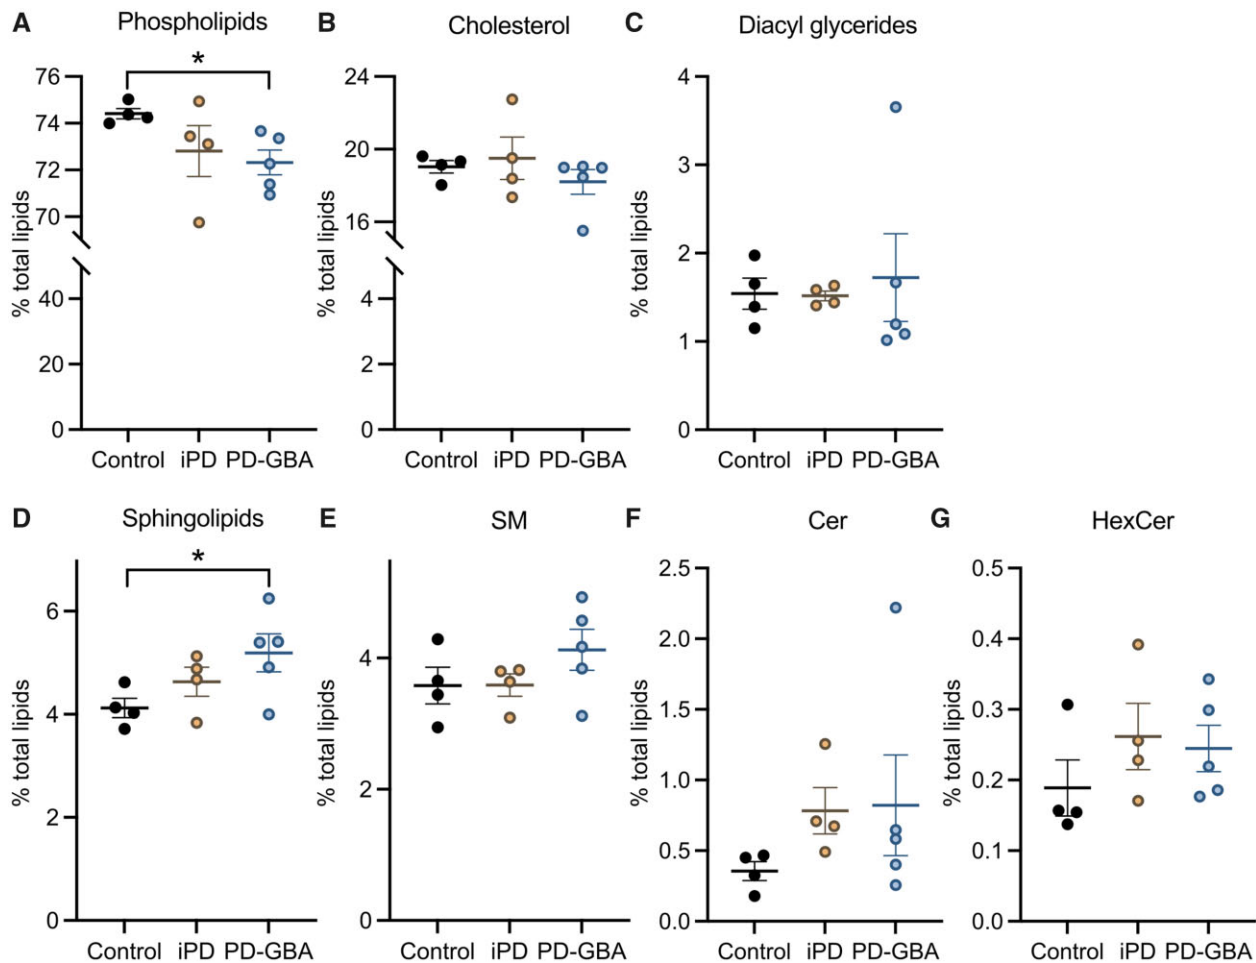 A Phospholipids
*
76
74
72
70
40
20
0
% total lipids
Control iPD PD-GBA
B Cholesterol
24
20
16
4
2
0
% total lipids
Control iPD PD-GBA
C Diacyl glycerides
4
3
2
1
0
% total lipids
Control iPD PD-GBA
D Sphingolipids
*
6
4
2
0
% total lipids
Control iPD PD-GBA
E SM
4
2
0
% total lipids
Control iPD PD-GBA
F Cer
2.5
2.0
1.5
1.0
0.5
0.0
% total lipids
Control iPD PD-GBA
G HexCer
0.5
0.4
0.3
0.2
0.1
0.0
% total lipids
Control iPD PD-GBA